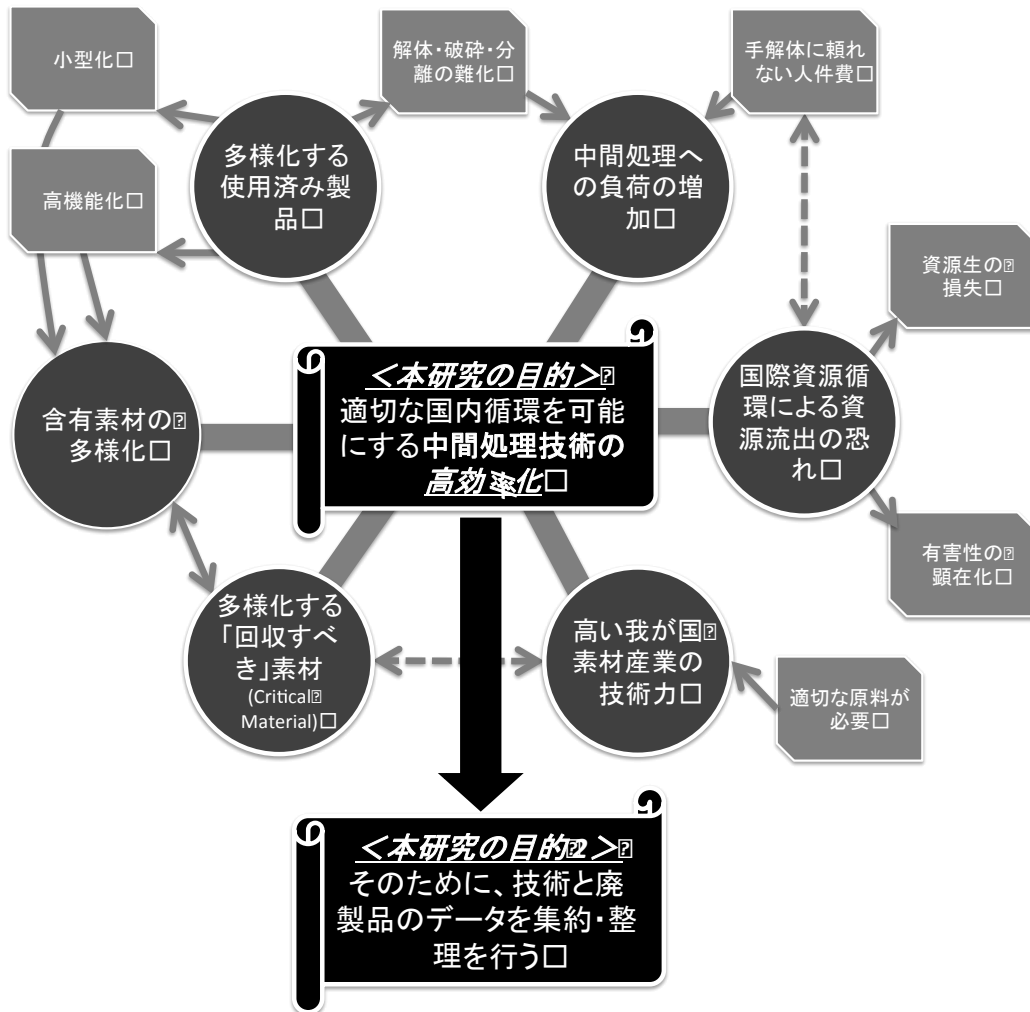 小型化□
解体・破砕・分
離の難化□
手解体に頼れ
ない人件費□
多様化する
使用済み製
品□
中間処理へ
の負荷の増
加□
高機能化□
資源生の
損失□
含有素材の
多様化□
<本研究の目的>
適切な国内循環を可能
にする中間処理技術の
高効率化□
国際資源循
環による資
源流出の恐
れ□
有害性の
顕在化□
多様化する
「回収すべ
き」素材
(Critical
Material)□
高い我が国
素材産業の
技術力□
適切な原料が
必要□
<本研究の目的2>
そのために、技術と廃
製品のデータを集約・整
理を行う□